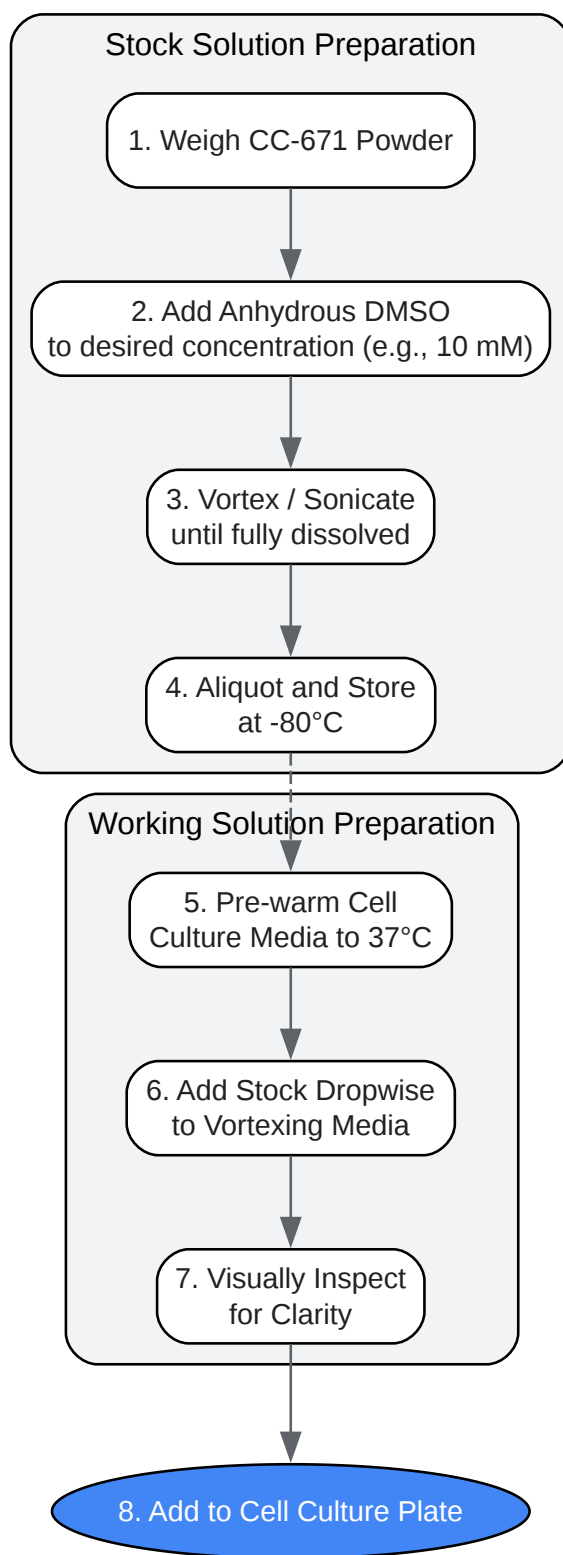 Stock Solution Preparation
1. Weigh CC-671 Powder
2. Add Anhydrous DMSO
to desired concentration (e.g., 10 mM)
3. Vortex / Sonicate
until fully dissolved
4. Aliquot and Store
at -80°C
Working Solution Preparation
5. Pre-warm Cell
Culture Media to 37°C
6. Add Stock Dropwise
to Vortexing Media
7. Visually Inspect
for Clarity
8. Add to Cell Culture Plate